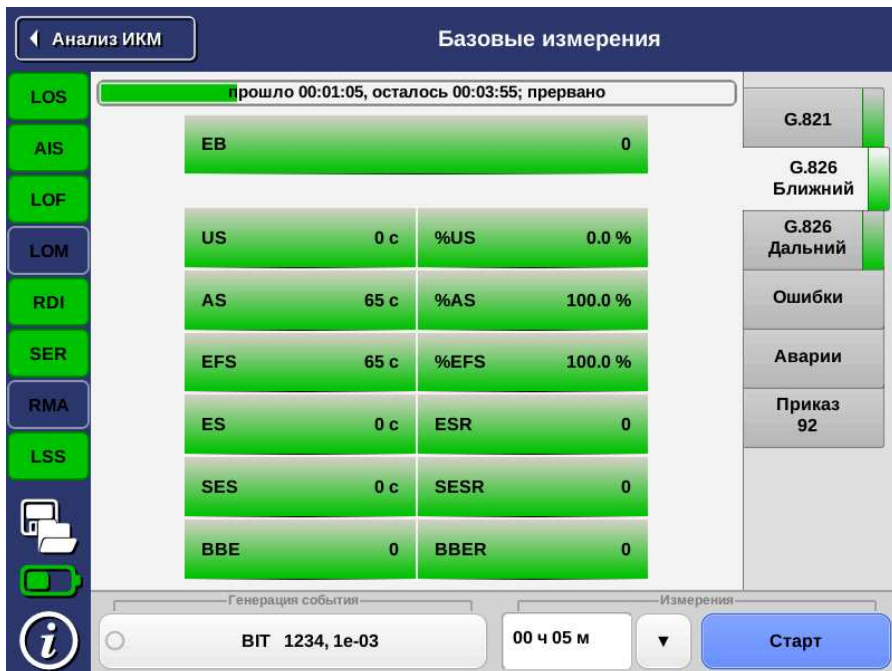 Анализ ИКМ
Базовые измерения
LOS
AIS
LOF
LOM
RDI
SER
RMA
LSS
прошло 00:01:05, осталось 00:03:55; прервано
EB 0
US 0 с %US 0.0 %
AS 65 с %AS 100.0 %
EFS 65 с %EFS 100.0 %
ES 0 с ESR 0
SES 0 с SESR 0
BBE 0 BBER 0
G.821
G.826
Ближний
G.826
Дальний
Ошибки
Аварии
Приказ
92
Генерация события
Измерения
i
BIT 1234, 1e-03
00 ч 05 м
Старт